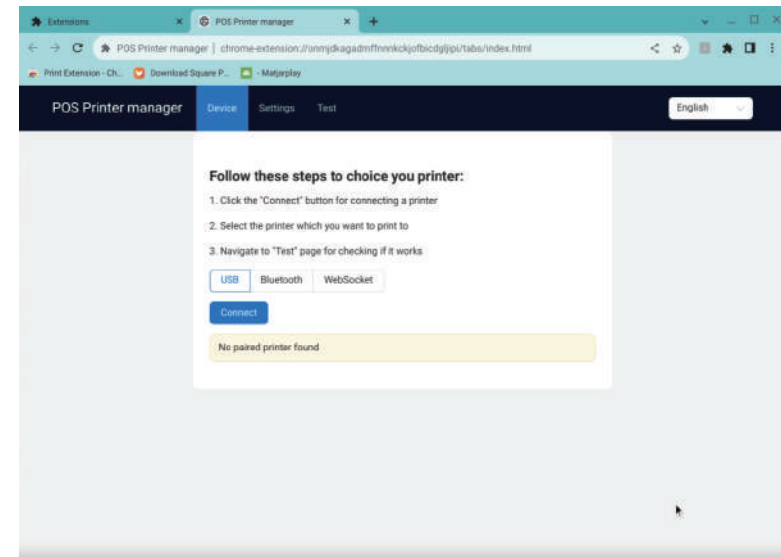 Extensions
POS Printer manager
POS Printer manager | chrome-extension://onmjdkagadmffnnnkckjofbicdgljipi/tabs/index.html
Print Extension - Ch...
Download Square P...
- Matjarplay
POS Printer manager
Device
Settings
Test
English
Follow these steps to choice you printer:
1. Click the "Connect" button for connecting a printer
2. Select the printer which you want to print to
3. Navigate to "Test" page for checking if it works
USB
Bluetooth
WebSocket
Connect
No paired printer found